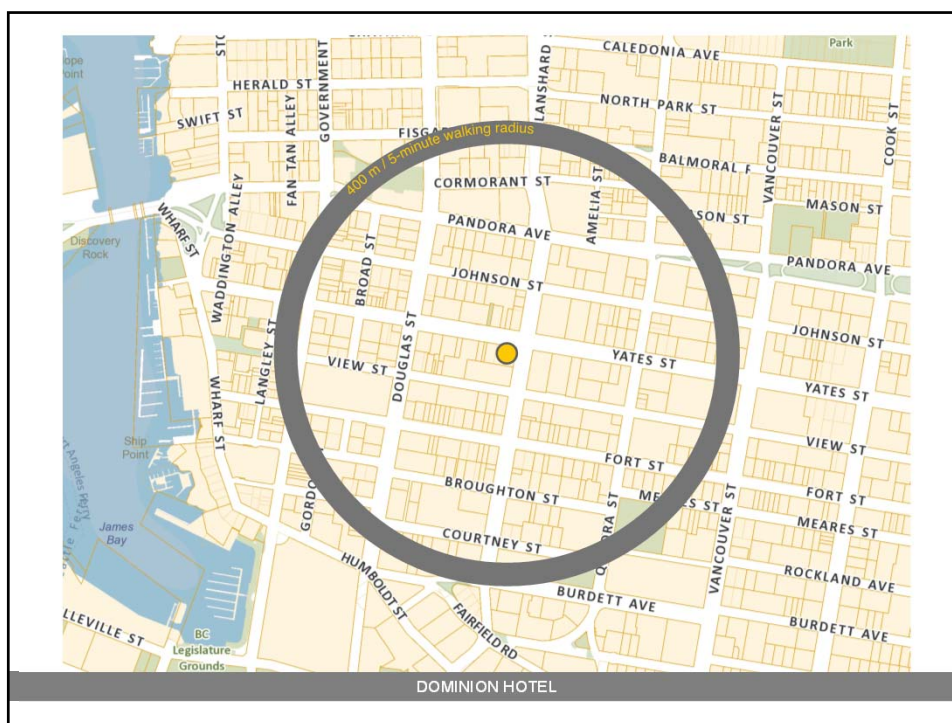 Park
CALEDONIA AVE
HERALD ST
NORTH PARK ST
SWIFT ST
FAN TAN ALLEY
GOVERNMENT
VANCOUVER ST
COOK ST
400 m / 5-minute walking radius
BALMORAL
CORMORANT ST
AMELIA ST
MASON ST
WHARF ST
WADDINGTON ALLEY
PANDORA AVE
PANDORA AVE
Discovery
Rock
BROAD ST
JOHNSON ST
JOHNSON ST
LANGLEY ST
VIEW ST
DOUGLAS ST
YATES ST
YATES ST
WHARF ST
Ship
Point
VIEW ST
FORT ST
FORT ST
BROUGHTON ST
MEARES ST
James
Bay
COURTNEY ST
VANCOUVER ST
ROCKLAND AVE
HUMBOLDT ST
BURDETT AVE
BURDETT AVE
FAIRFIELD RD
BC
Legislature
Grounds
DOMINION HOTEL